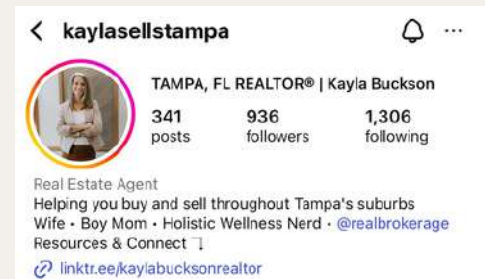 kaylasellstampa
TAMPA, FL REALTOR® | Kayla Buckson
341 936 1,306
posts followers following
Real Estate Agent
Helping you buy and sell throughout Tampa's suburbs
Wife • Boy Mom • Holistic Wellness Nerd • @realbrokerage
Resources & Connect ⤵
linktr.ee/kaylabucksonrealtor